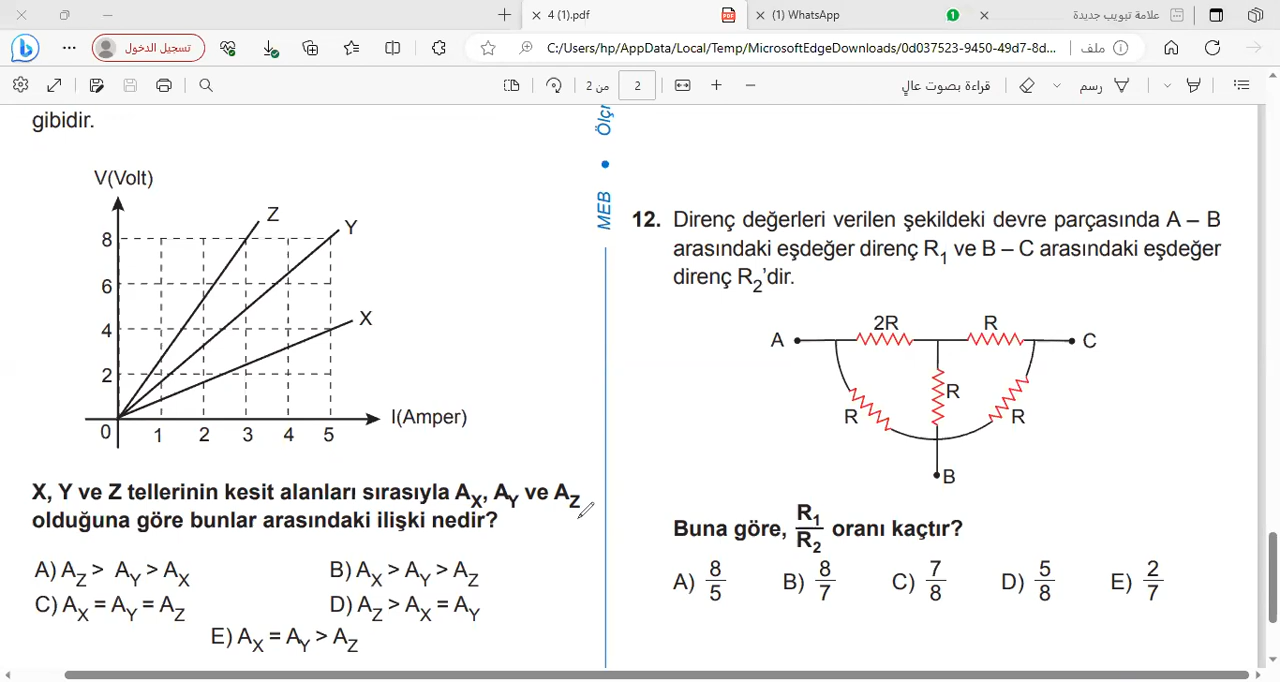 4 (1).pdf
(1) WhatsApp
1
علامة تبويب جديدة
تسجيل الدخول
C:/Users/hp/AppData/Local/Temp/MicrosoftEdgeDownloads/0d037523-9450-49d7-8d...
ملف
2
من 2
قراءة بصوت عالٍ
رسم
gibidir.
V(Volt)
Z
Y
8
6
X
4
2
I(Amper)
0
1 2 3 4 5
X, Y ve Z tellerinin kesit alanları sırasıyla AX, AY ve AZ
olduğuna göre bunlar arasındaki ilişki nedir?
A) AZ > AY > AX
B) AX > AY > AZ
C) AX = AY = AZ
D) AZ > AX = AY
E) AX = AY > AZ
MEB • Ölçr
12. Direnç değerleri verilen şekildeki devre parçasında A – B
arasındaki eşdeğer direnç R1 ve B – C arasındaki eşdeğer
direnç R2’dir.
2R
R
A
C
R
R
R
B
Buna göre, R1/R2 oranı kaçtır?
A) 8/5 B) 8/7 C) 7/8 D) 5/8 E) 2/7